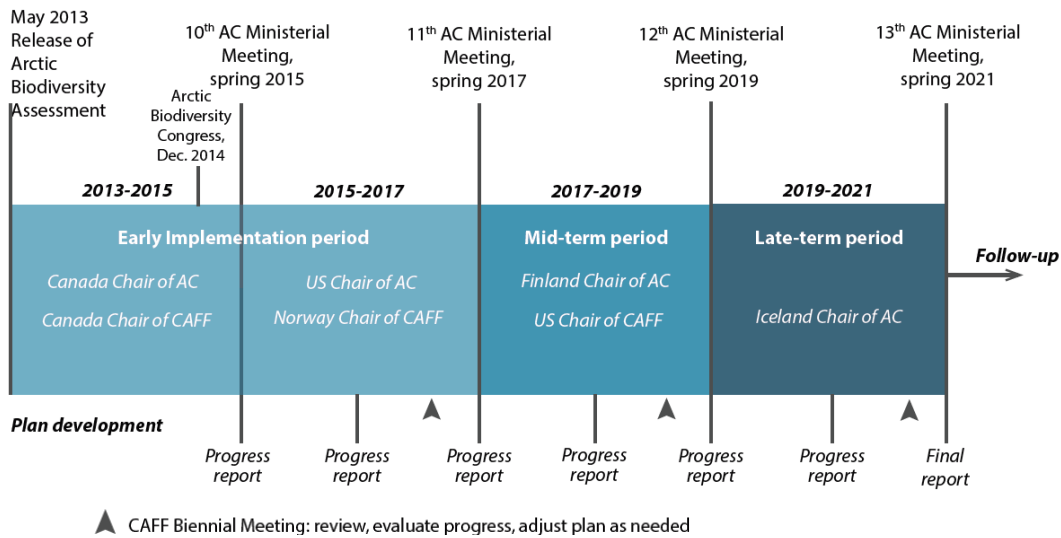 May 2013
Release of
Arctic
Biodiversity
Assessment
10th AC Ministerial
Meeting,
spring 2015
11th AC Ministerial
Meeting,
spring 2017
12th AC Ministerial
Meeting,
spring 2019
13th AC Ministerial
Meeting,
spring 2021
Arctic
Biodiversity
Congress,
Dec. 2014
2013-2015
2015-2017
2017-2019
2019-2021
Early Implementation period
Mid-term period
Late-term period
Follow-up
Canada Chair of AC
US Chair of AC
Finland Chair of AC
Canada Chair of CAFF
Norway Chair of CAFF
US Chair of CAFF
Iceland Chair of AC
Plan development
Progress
report
Progress
report
Progress
report
Progress
report
Progress
report
Progress
report
Final
report
CAFF Biennial Meeting: review, evaluate progress, adjust plan as needed